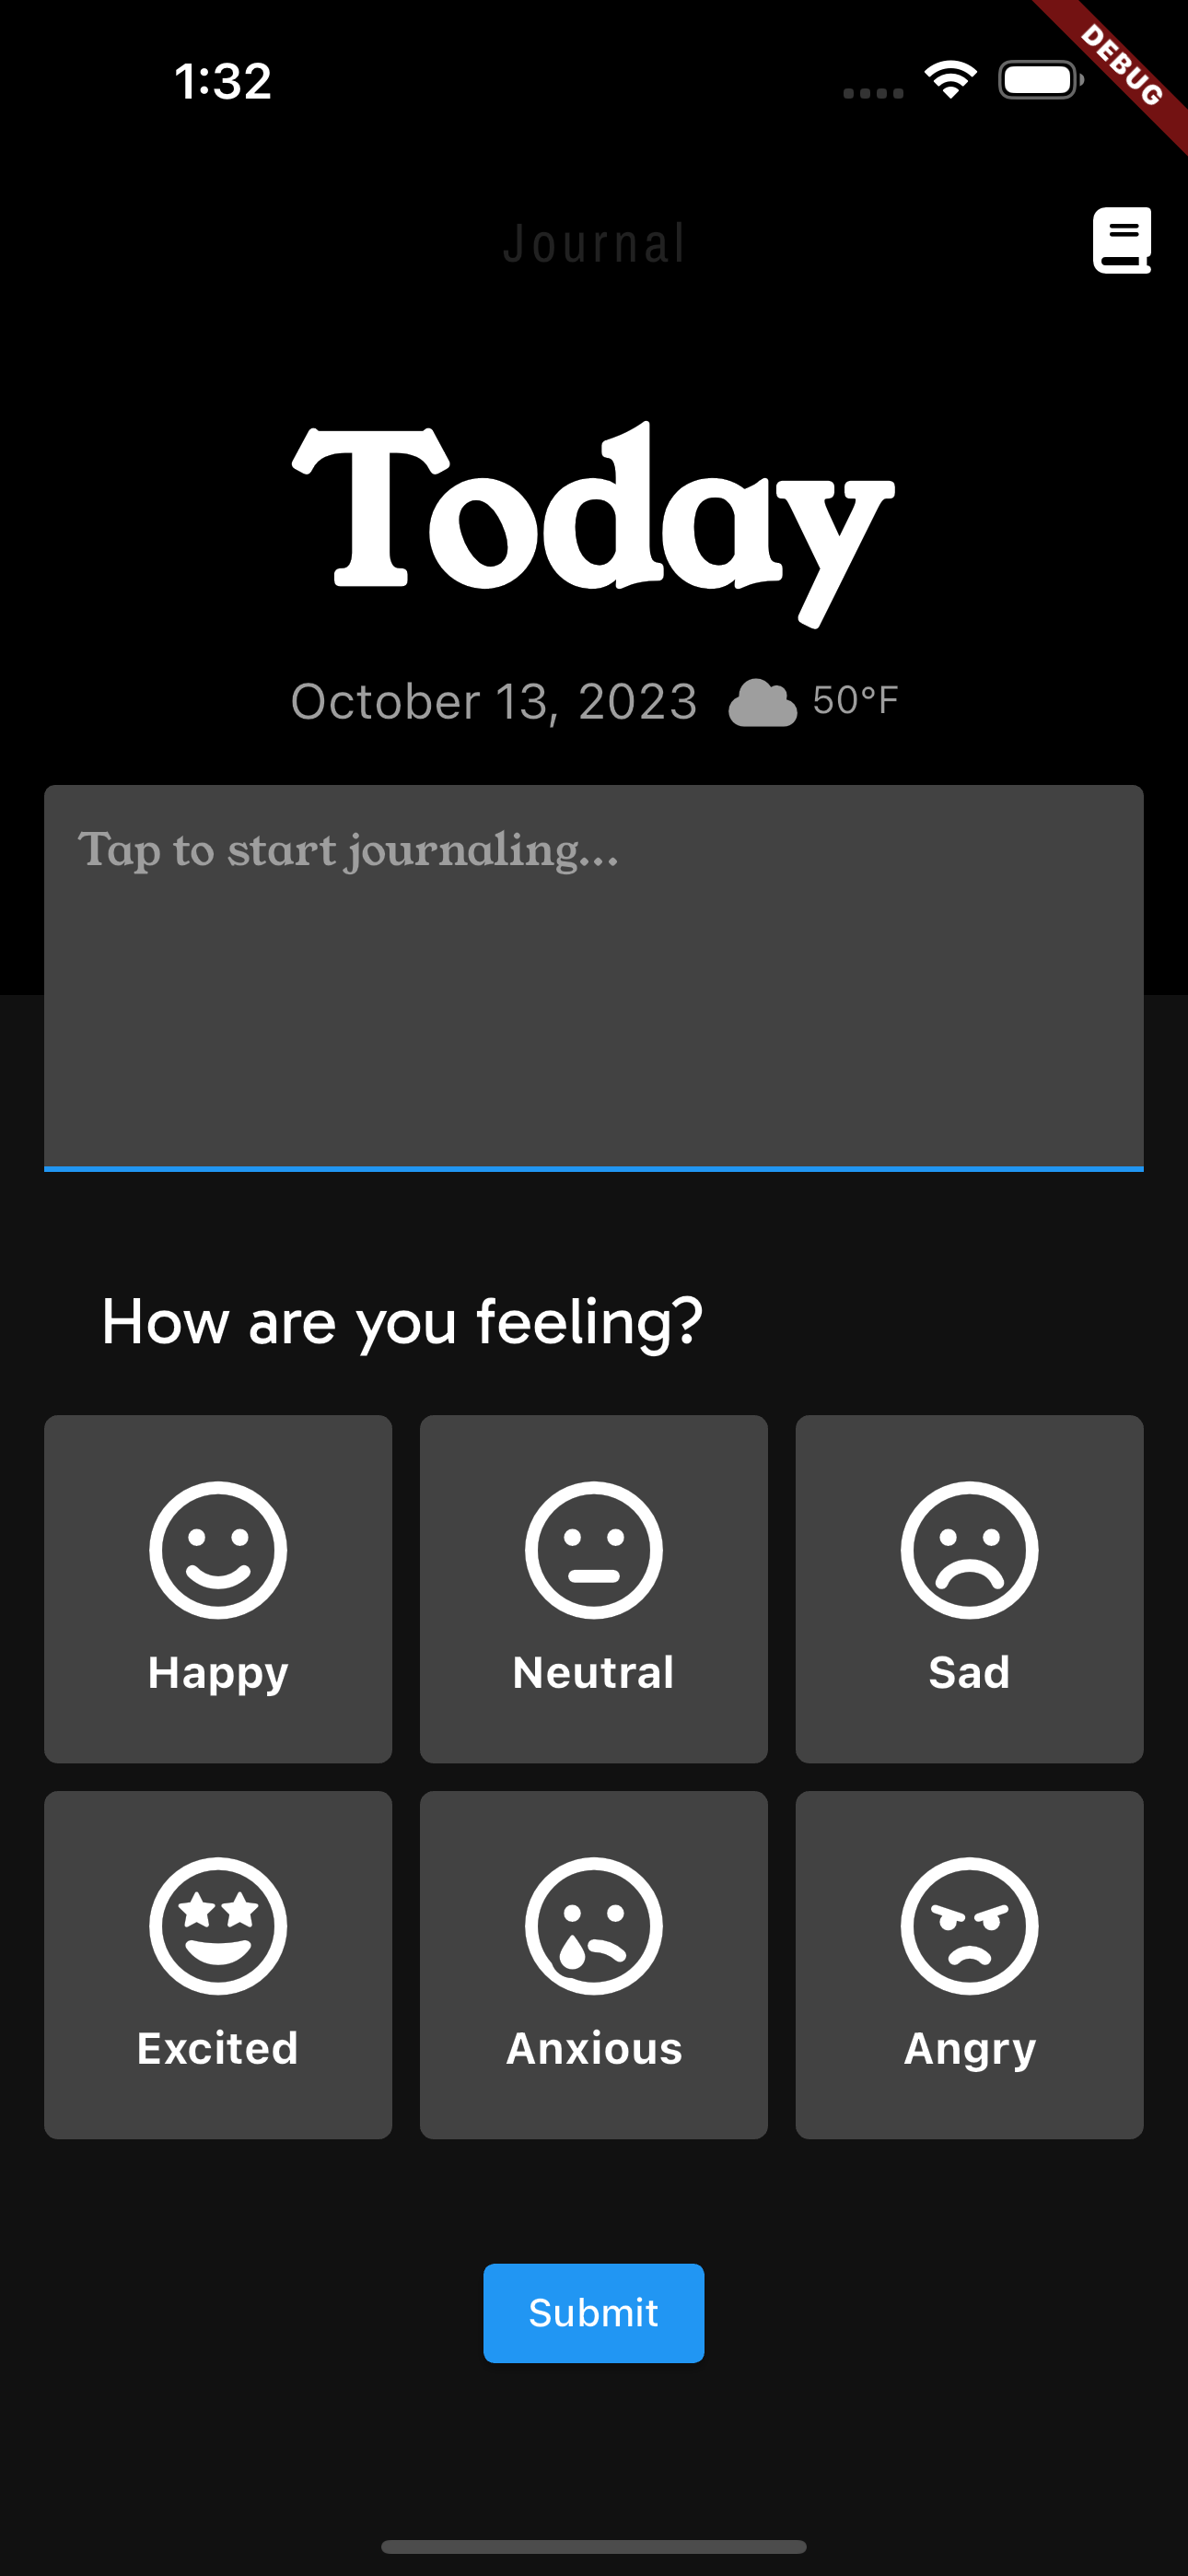 1:32
DEBUG
Journal
Today
October 13, 2023 50°F
Tap to start journaling...
How are you feeling?
Happy Neutral Sad
Excited Anxious Angry
Submit